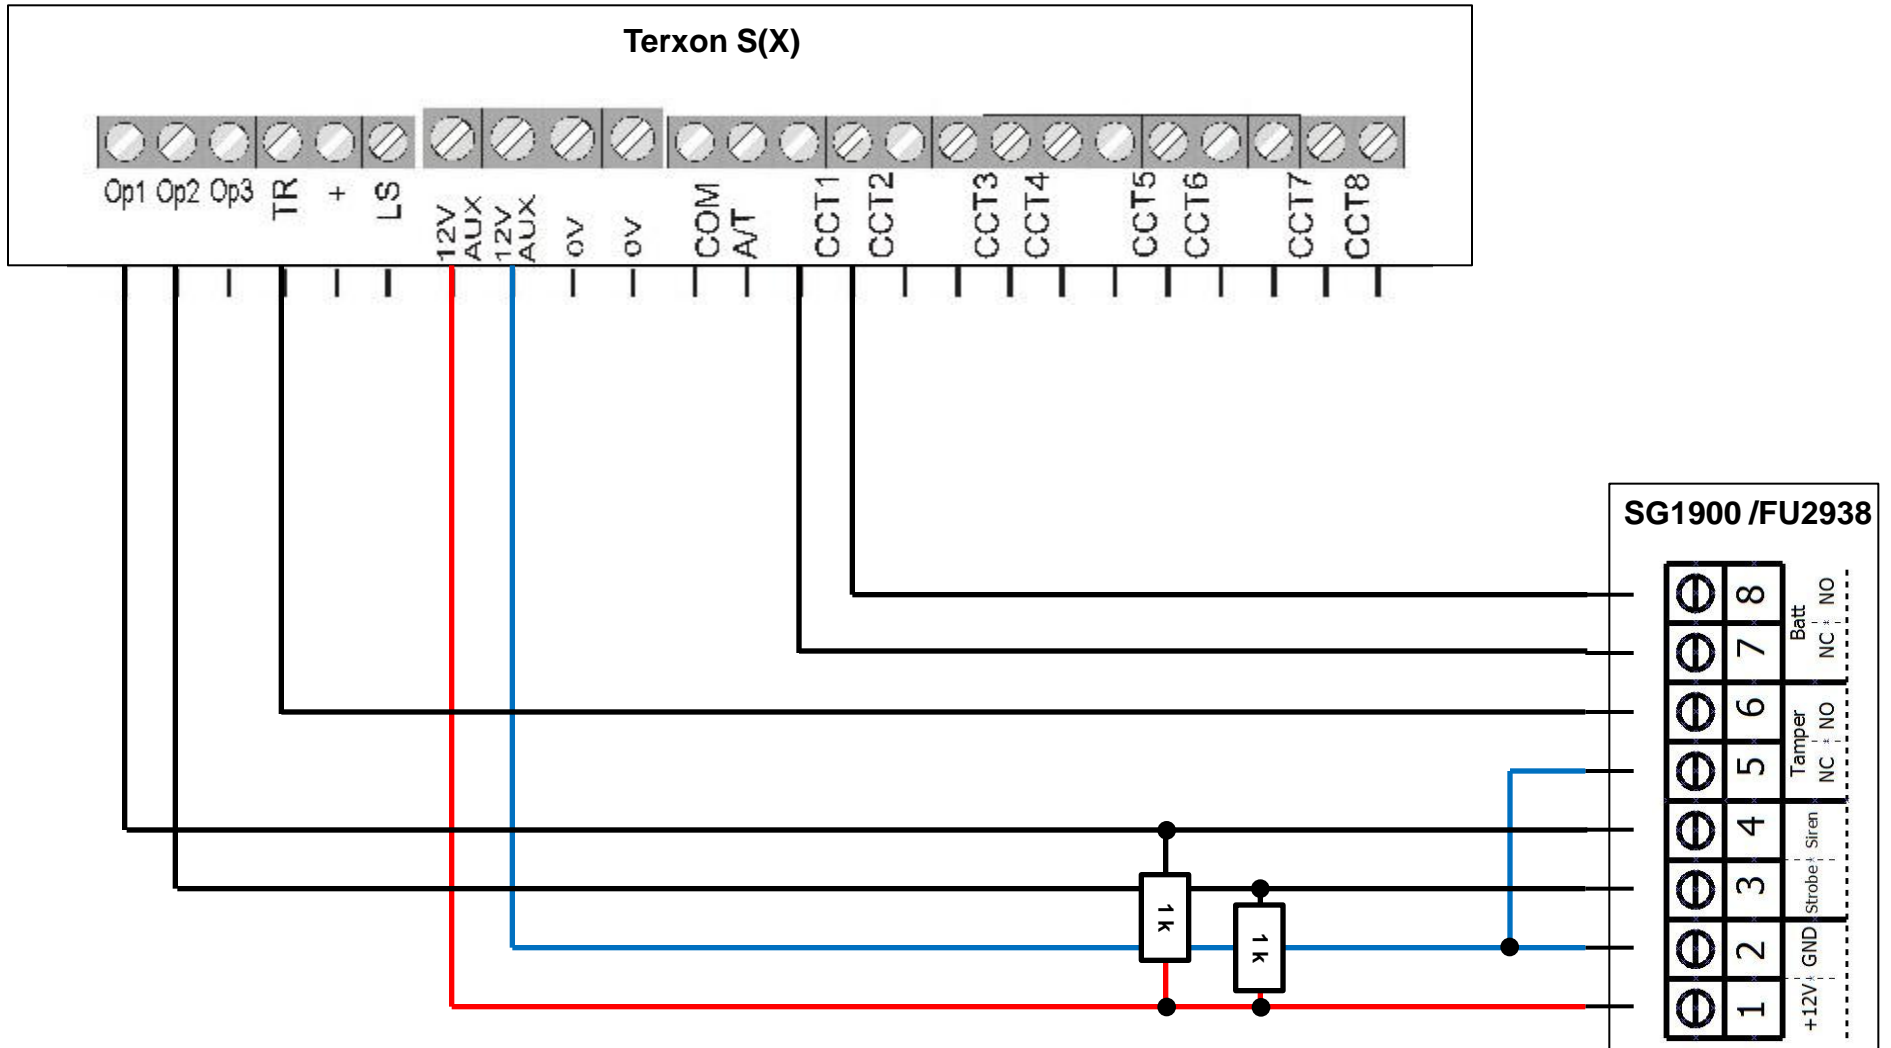 Terxon S(X)
Op1 Op2 Op3 TR + LS 12V AUX 12V AUX 0V 0V COM A/T CCT1 CCT2 CCT3 CCT4 CCT5 CCT6 CCT7 CCT8
SG1900 /FU2938
8 NO
Batt
7 NC
6 NO
Tamper
5 NC
4 Siren
3 Strobe
2 GND
1 +12V
1 k
1 k